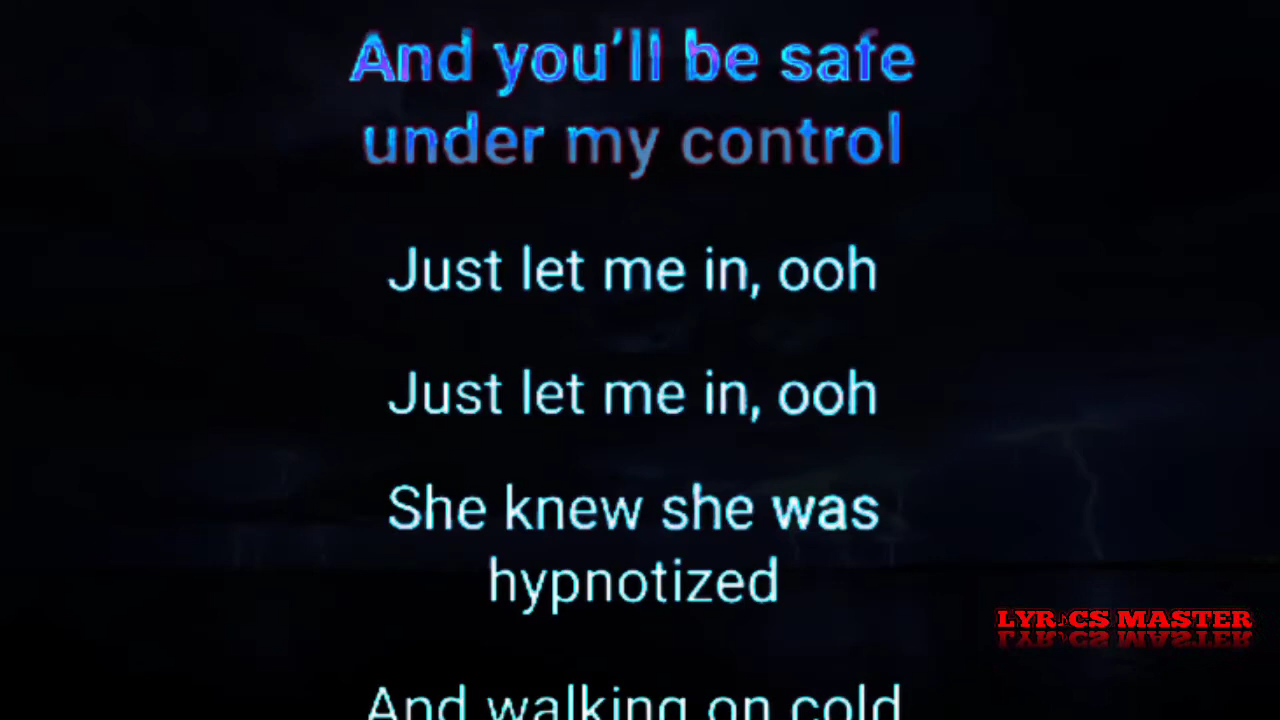 And you’ll be safe
under my control
Just let me in, ooh
Just let me in, ooh
She knew she was
hypnotized
And walking on cold
LYRICS MASTER